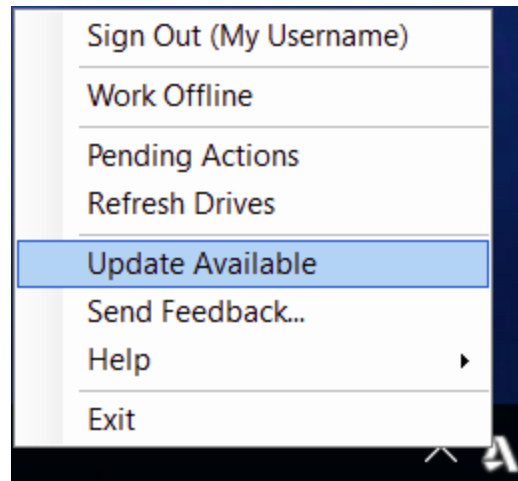 Sign Out (My Username)
Work Offline
Pending Actions
Refresh Drives
Update Available
Send Feedback...
Help
Exit